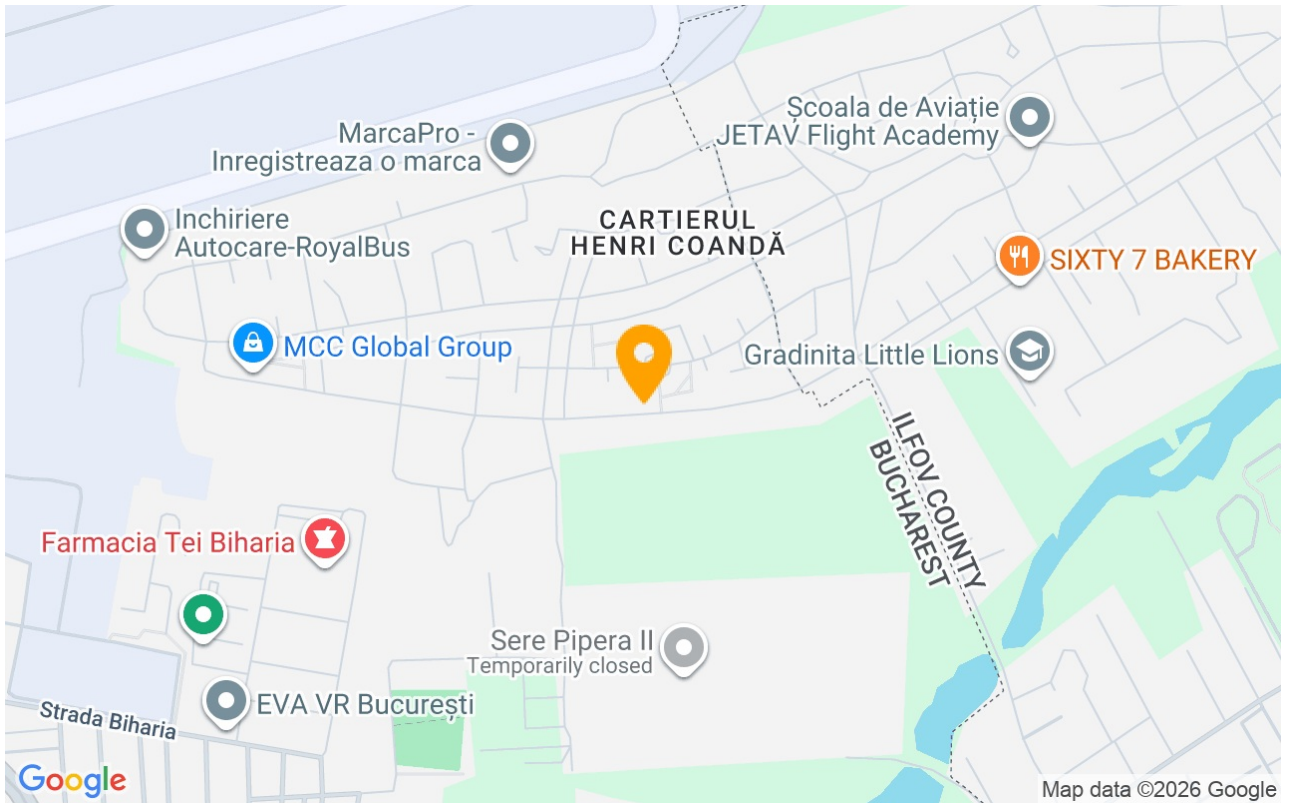 Școala de Aviație
JETAV Flight Academy
MarcaPro -
Inregistreaza o marca
Inchiriere
Autocare-RoyalBus
CARTIERUL
HENRI COANDĂ
SIXTY 7 BAKERY
MCC Global Group
Gradinita Little Lions
ILFOV COUNTY
BUCHAREST
Farmacia Tei Biharia
Sere Pipera II
Temporarily closed
EVA VR București
Strada Biharia
Google
Map data ©2026 Google